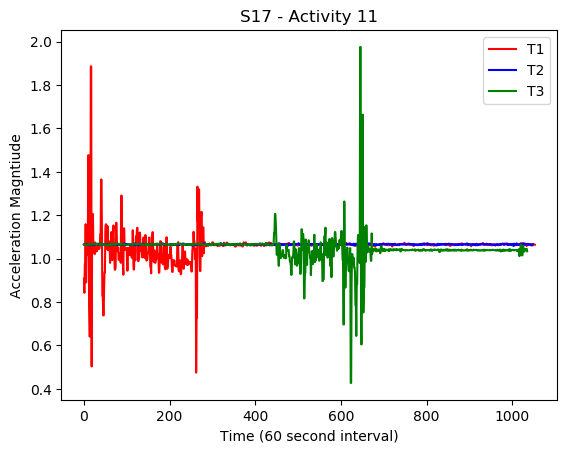 S17 - Activity 11
Acceleration Magntiude
2.0
1.8
1.6
1.4
1.2
1.0
0.8
0.6
0.4
T1
T2
T3
0
200
400
600
800
1000
Time (60 second interval)